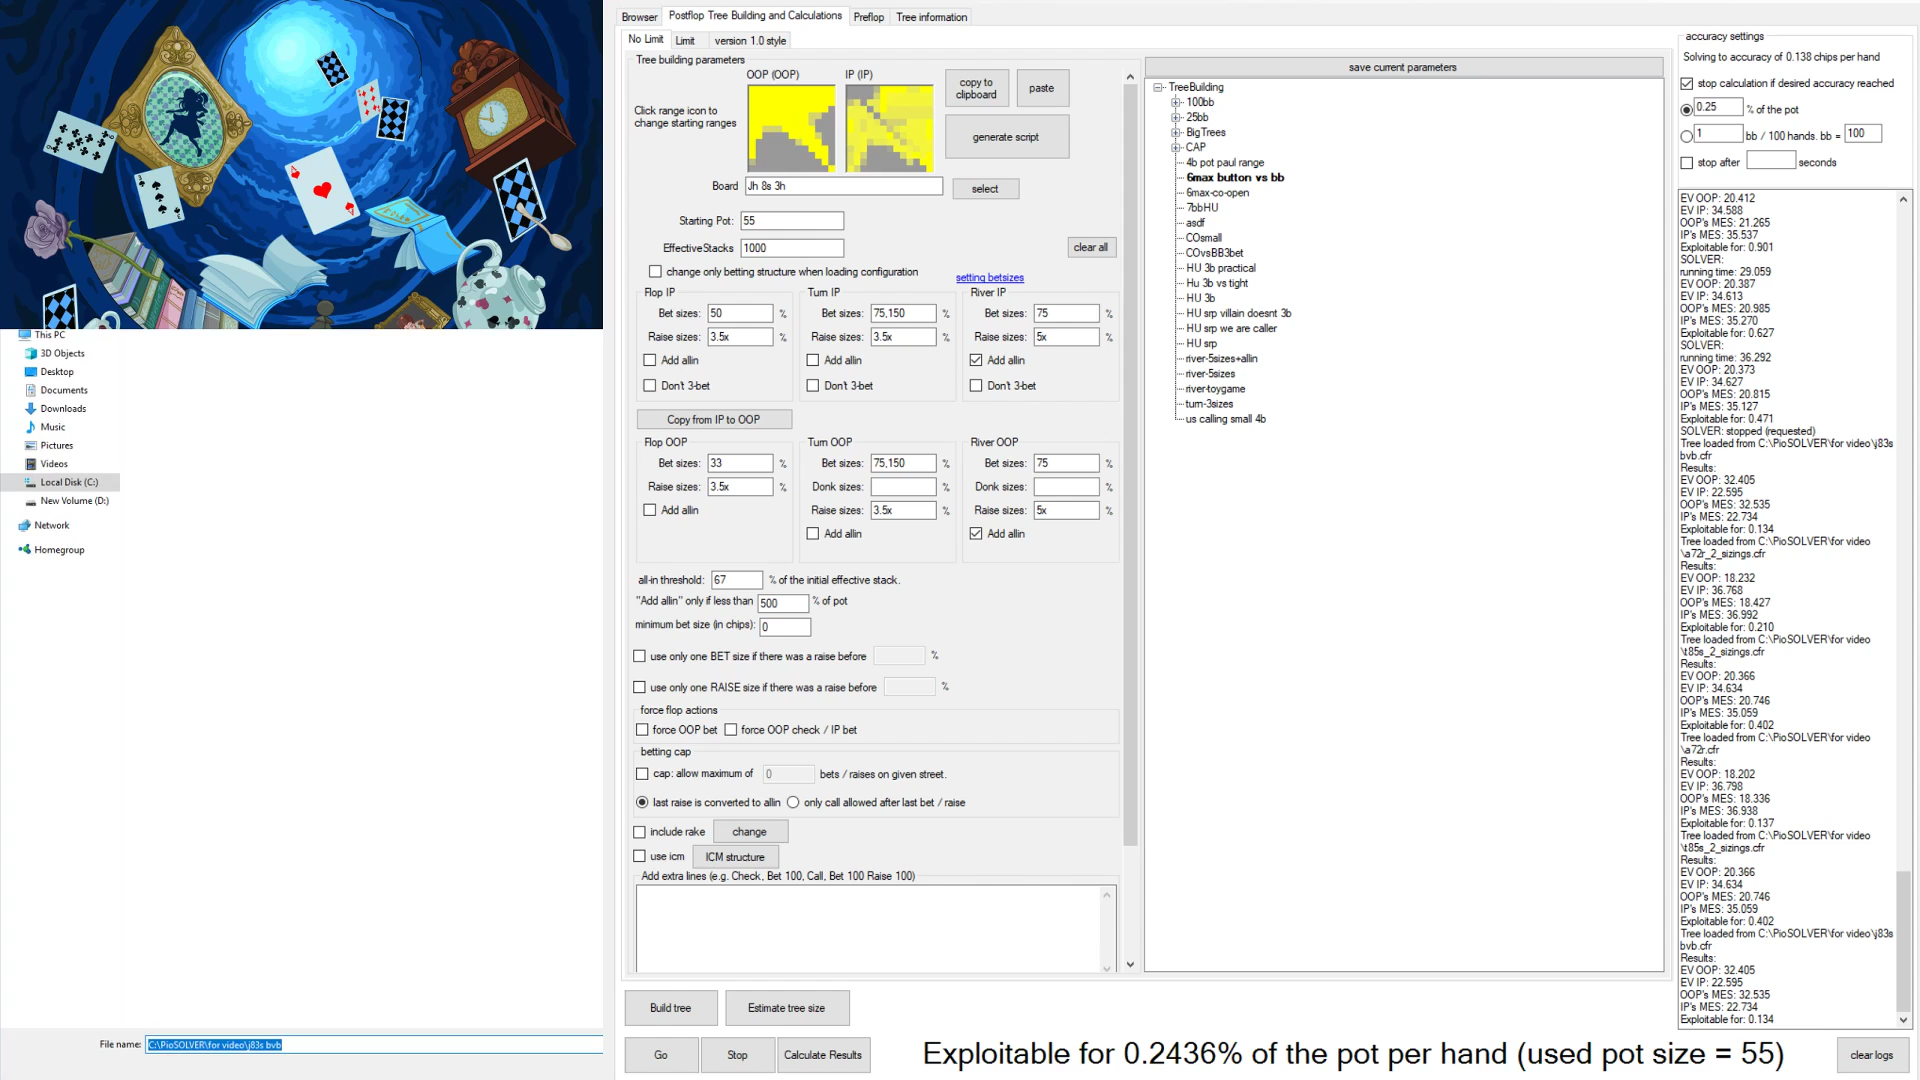 This PC
3D Objects
Desktop
Documents
Downloads
Music
Pictures
Videos
Local Disk (C:)
New Volume (D:)
Network
Homegroup
File name: C:\PioSOLVER\for video\j83s bvb
Browser Postflop Tree Building and Calculations Preflop Tree information
No Limit Limit version 1.0 style
Tree building parameters
OOP (OOP) IP (IP)
Click range icon to change starting ranges
copy to clipboard paste
generate script
Board Jh 8s 3h select
Starting Pot: 55
EffectiveStacks 1000 clear all
change only betting structure when loading configuration setting betsizes
Flop IP Turn IP River IP
Bet sizes: 50 % Bet sizes: 75,150 % Bet sizes: 75 %
Raise sizes: 3.5x % Raise sizes: 3.5x % Raise sizes: 5x %
Add allin Add allin Add allin
Don't 3-bet Don't 3-bet Don't 3-bet
Copy from IP to OOP
Flop OOP Turn OOP River OOP
Bet sizes: 33 % Bet sizes: 75,150 % Bet sizes: 75 %
Raise sizes: 3.5x % Donk sizes: % Donk sizes: %
Add allin Raise sizes: 3.5x % Raise sizes: 5x %
Add allin Add allin
all-in threshold: 67 % of the initial effective stack.
"Add allin" only if less than 500 % of pot
minimum bet size (in chips): 0
use only one BET size if there was a raise before %
use only one RAISE size if there was a raise before %
force flop actions
force OOP bet force OOP check / IP bet
betting cap
cap: allow maximum of 0 bets / raises on given street.
last raise is converted to allin only call allowed after last bet / raise
include rake change
use icm ICM structure
Add extra lines (e.g. Check, Bet 100, Call, Bet 100 Raise 100)
Build tree Estimate tree size
Go Stop Calculate Results
save current parameters
TreeBuilding
100bb
25bb
BigTrees
CAP
4b pot paul range
6max button vs bb
6max-co-open
7bbHU
asdf
COsmall
COvsBB3bet
HU 3b practical
Hu 3b vs tight
HU 3b
HU srp villain doesnt 3b
HU srp we are caller
HU srp
river-5sizes+allin
river-5sizes
river-toygame
turn-3sizes
us calling small 4b
accuracy settings
Solving to accuracy of 0.138 chips per hand
stop calculation if desired accuracy reached
0.25 % of the pot
1 bb / 100 hands. bb = 100
stop after seconds
EV OOP: 20.412
EV IP: 34.588
OOP's MES: 21.265
IP's MES: 35.537
Exploitable for: 0.901
SOLVER:
running time: 29.059
EV OOP: 20.387
EV IP: 34.613
OOP's MES: 20.985
IP's MES: 35.270
Exploitable for: 0.627
SOLVER:
running time: 36.292
EV OOP: 20.373
EV IP: 34.627
OOP's MES: 20.815
IP's MES: 35.127
Exploitable for: 0.471
SOLVER: stopped (requested)
Tree loaded from C:\PioSOLVER\for video\j83s
bvb.cfr
Results:
EV OOP: 32.405
EV IP: 22.595
OOP's MES: 32.535
IP's MES: 22.734
Exploitable for: 0.134
Tree loaded from C:\PioSOLVER\for video
\a72r_2_sizings.cfr
Results:
EV OOP: 18.232
EV IP: 36.768
OOP's MES: 18.427
IP's MES: 36.992
Exploitable for: 0.210
Tree loaded from C:\PioSOLVER\for video
\t85s_2_sizings.cfr
Results:
EV OOP: 20.366
EV IP: 34.634
OOP's MES: 20.746
IP's MES: 35.059
Exploitable for: 0.402
Tree loaded from C:\PioSOLVER\for video
\a72r.cfr
Results:
EV OOP: 18.202
EV IP: 36.798
OOP's MES: 18.336
IP's MES: 36.938
Exploitable for: 0.137
Tree loaded from C:\PioSOLVER\for video
\t85s_2_sizings.cfr
Results:
EV OOP: 20.366
EV IP: 34.634
OOP's MES: 20.746
IP's MES: 35.059
Exploitable for: 0.402
Tree loaded from C:\PioSOLVER\for video\j83s
bvb.cfr
Results:
EV OOP: 32.405
EV IP: 22.595
OOP's MES: 32.535
IP's MES: 22.734
Exploitable for: 0.134
Exploitable for 0.2436% of the pot per hand (used pot size = 55)
clear logs